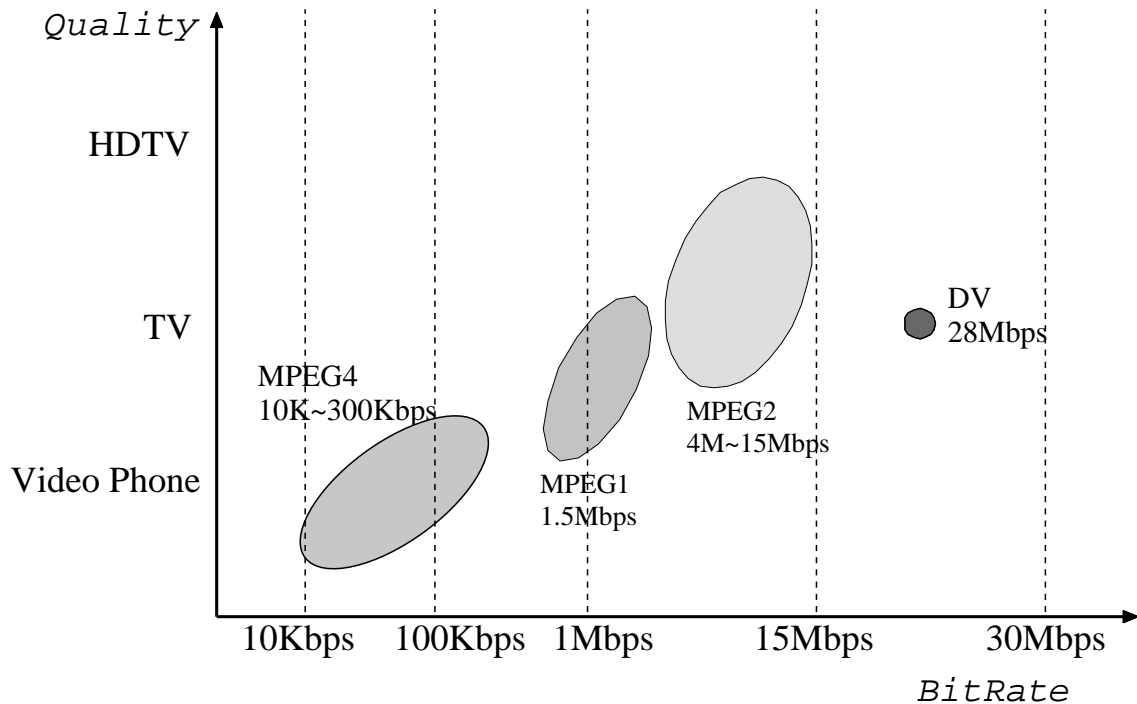 Quality
HDTV
TV
Video Phone
MPEG4
10K~300Kbps
MPEG1
1.5Mbps
MPEG2
4M~15Mbps
DV
28Mbps
10Kbps 100Kbps 1Mbps 15Mbps 30Mbps
BitRate